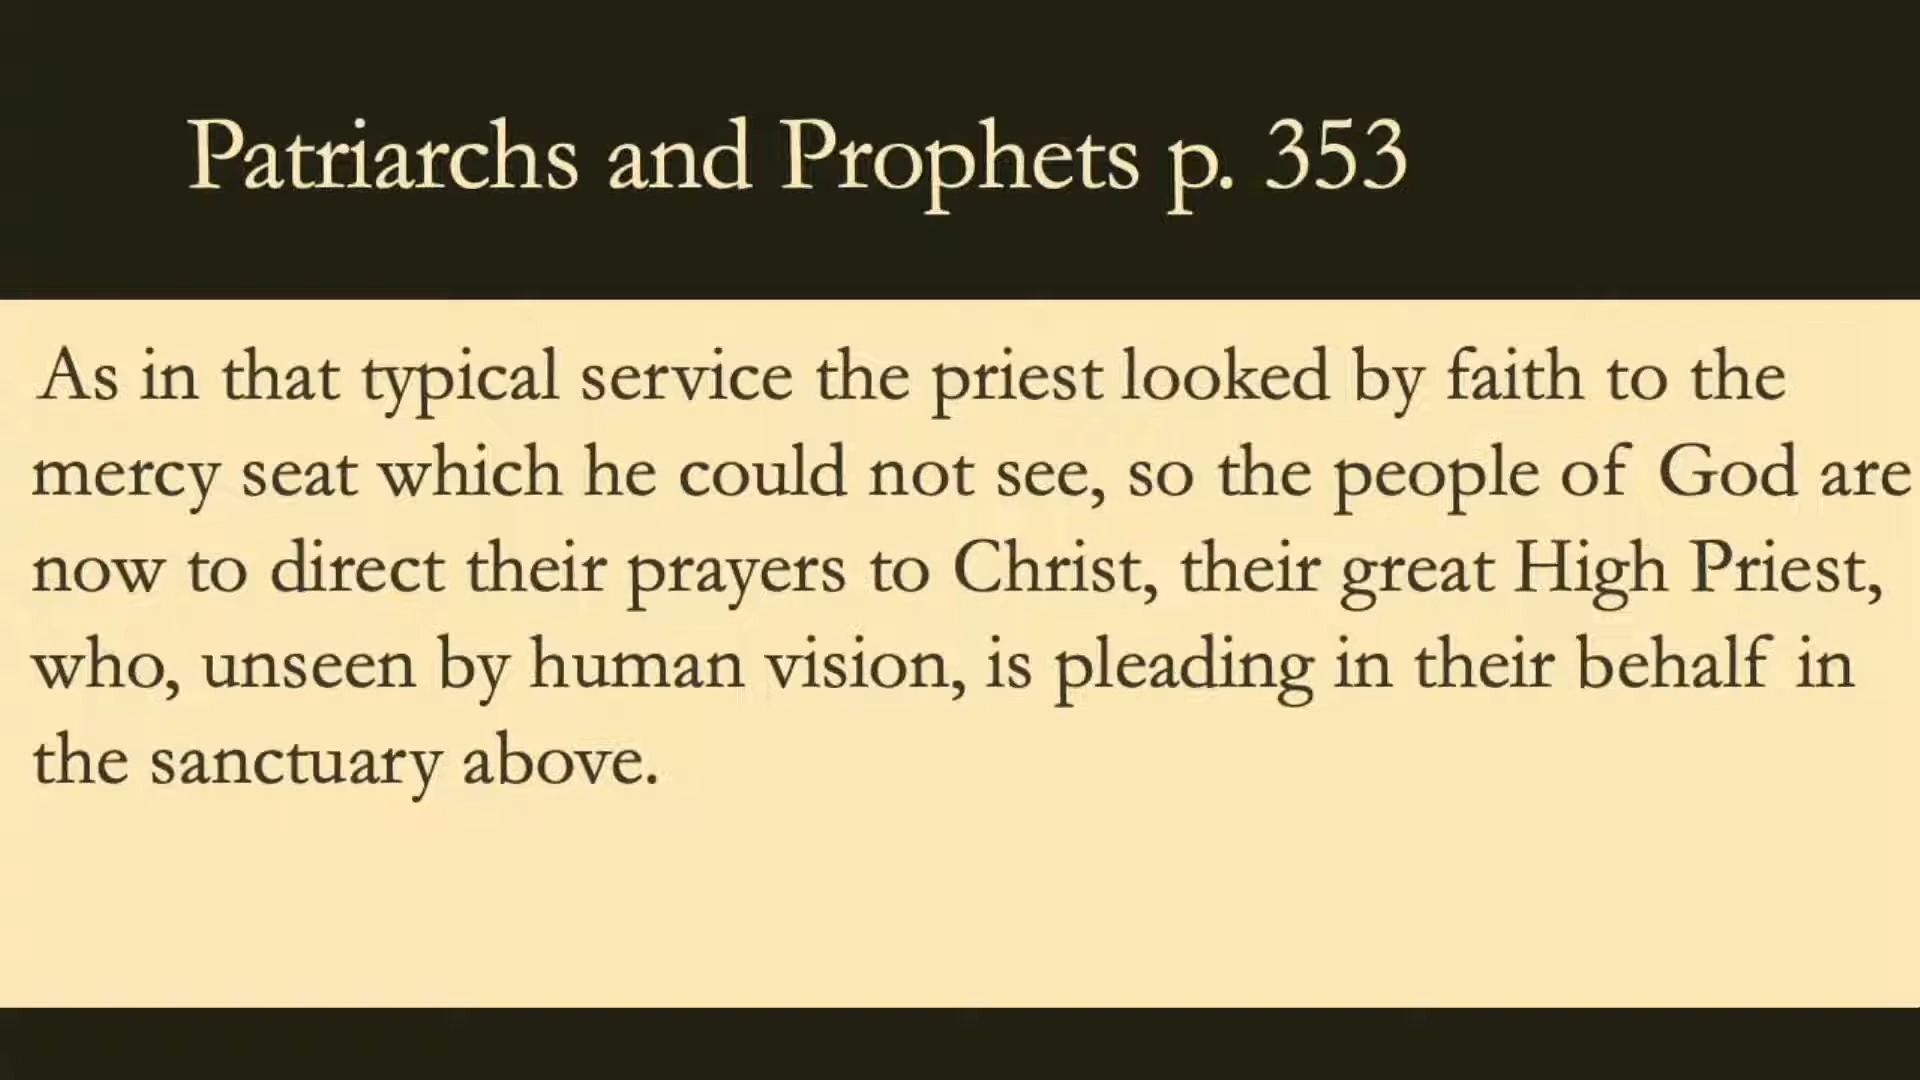 Patriarchs and Prophets p. 353
As in that typical service the priest looked by faith to the
mercy seat which he could not see, so the people of God are
now to direct their prayers to Christ, their great High Priest,
who, unseen by human vision, is pleading in their behalf in
the sanctuary above.